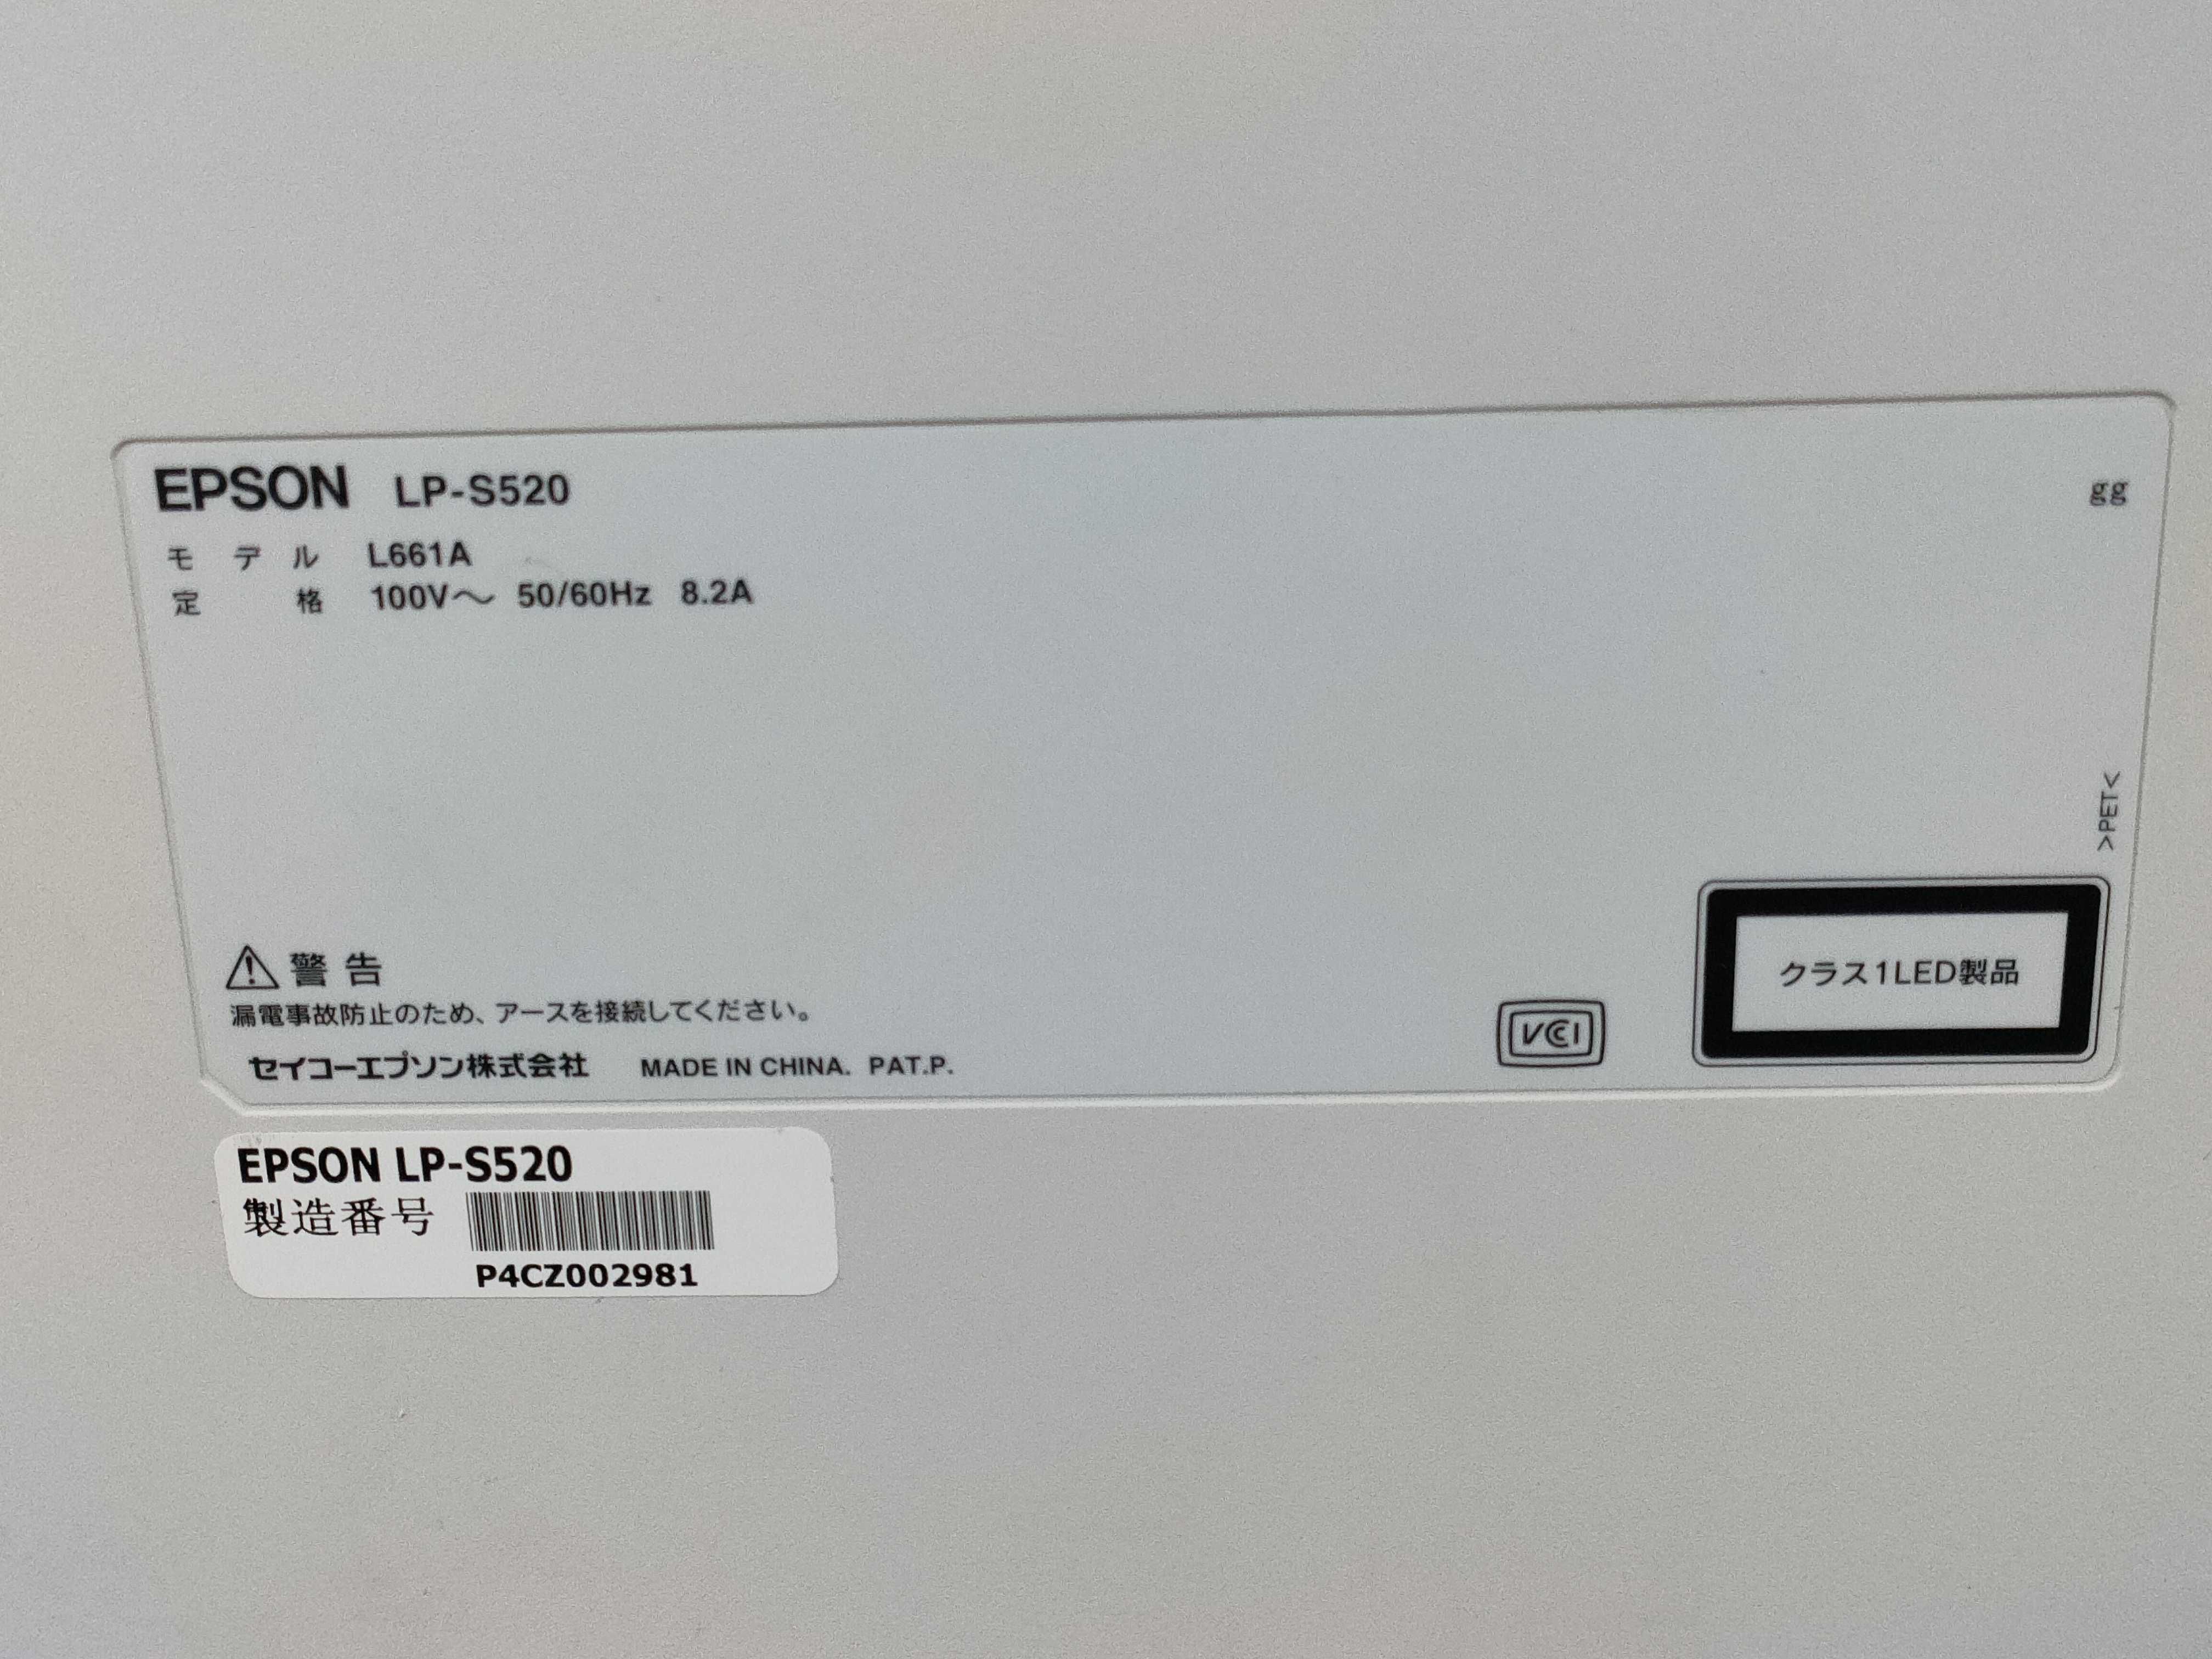 EPSON LP-S520
gg
モデル L661A
定格 100V～ 50/60Hz 8.2A
>PET<
警告
漏電事故防止のため、アースを接続してください。
セイコーエプソン株式会社 MADE IN CHINA. PAT.P.
VCCI
クラス1LED製品
EPSON LP-S520
製造番号
P4CZ002981